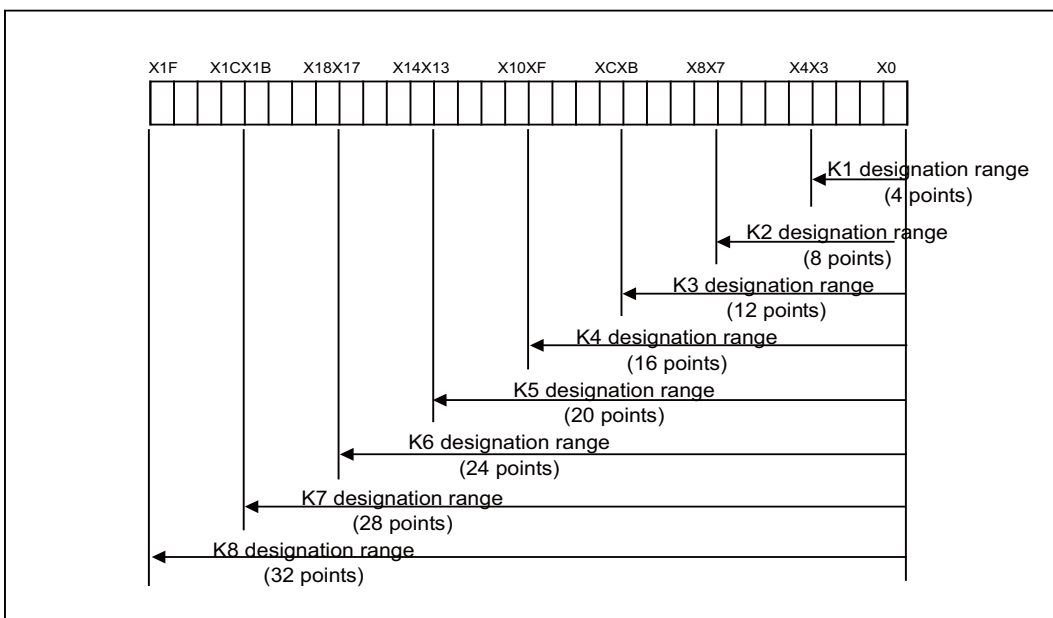 X1F X1CX1B X18X17 X14X13 X10XF XCXB X8X7 X4X3 X0
K1 designation range
(4 points)
K2 designation range
(8 points)
K3 designation range
(12 points)
K4 designation range
(16 points)
K5 designation range
(20 points)
K6 designation range
(24 points)
K7 designation range
(28 points)
K8 designation range
(32 points)